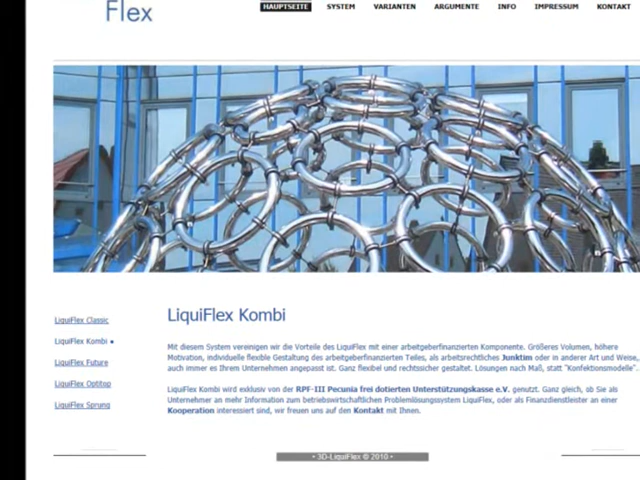 Flex
HAUPTSEITE SYSTEM VARIANTEN ARGUMENTE INFO IMPRESSUM KONTAKT
LiquiFlex Classic
LiquiFlex Kombi •
LiquiFlex Future
LiquiFlex Optitop
LiquiFlex Sprung
LiquiFlex Kombi
Mit diesem System vereinigen wir die Vorteile des LiquiFlex mit einer arbeitgeberfinanzierten Komponente. Größeres Volumen, höhere
Motivation, individuelle flexible Gestaltung des arbeitgeberfinanzierten Teiles, als arbeitsrechtliches Junktim oder in anderer Art und Weise,
auch immer es Ihrem Unternehmen angepasst ist. Ganz flexibel und rechtssicher gestaltet. Lösungen nach Maß, statt "Konfektionsmodelle".
LiquiFlex Kombi wird exklusiv von der RPF-III Pecunia frei dotierten Unterstützungskasse e.V. genutzt. Ganz gleich, ob Sie als
Unternehmer an mehr Information zum betriebswirtschaftlichen Problemlösungssystem LiquiFlex, oder als Finanzdienstleister an einer
Kooperation interessiert sind, wir freuen uns auf den Kontakt mit Ihnen.
• 3D-LiquiFlex © 2010 •